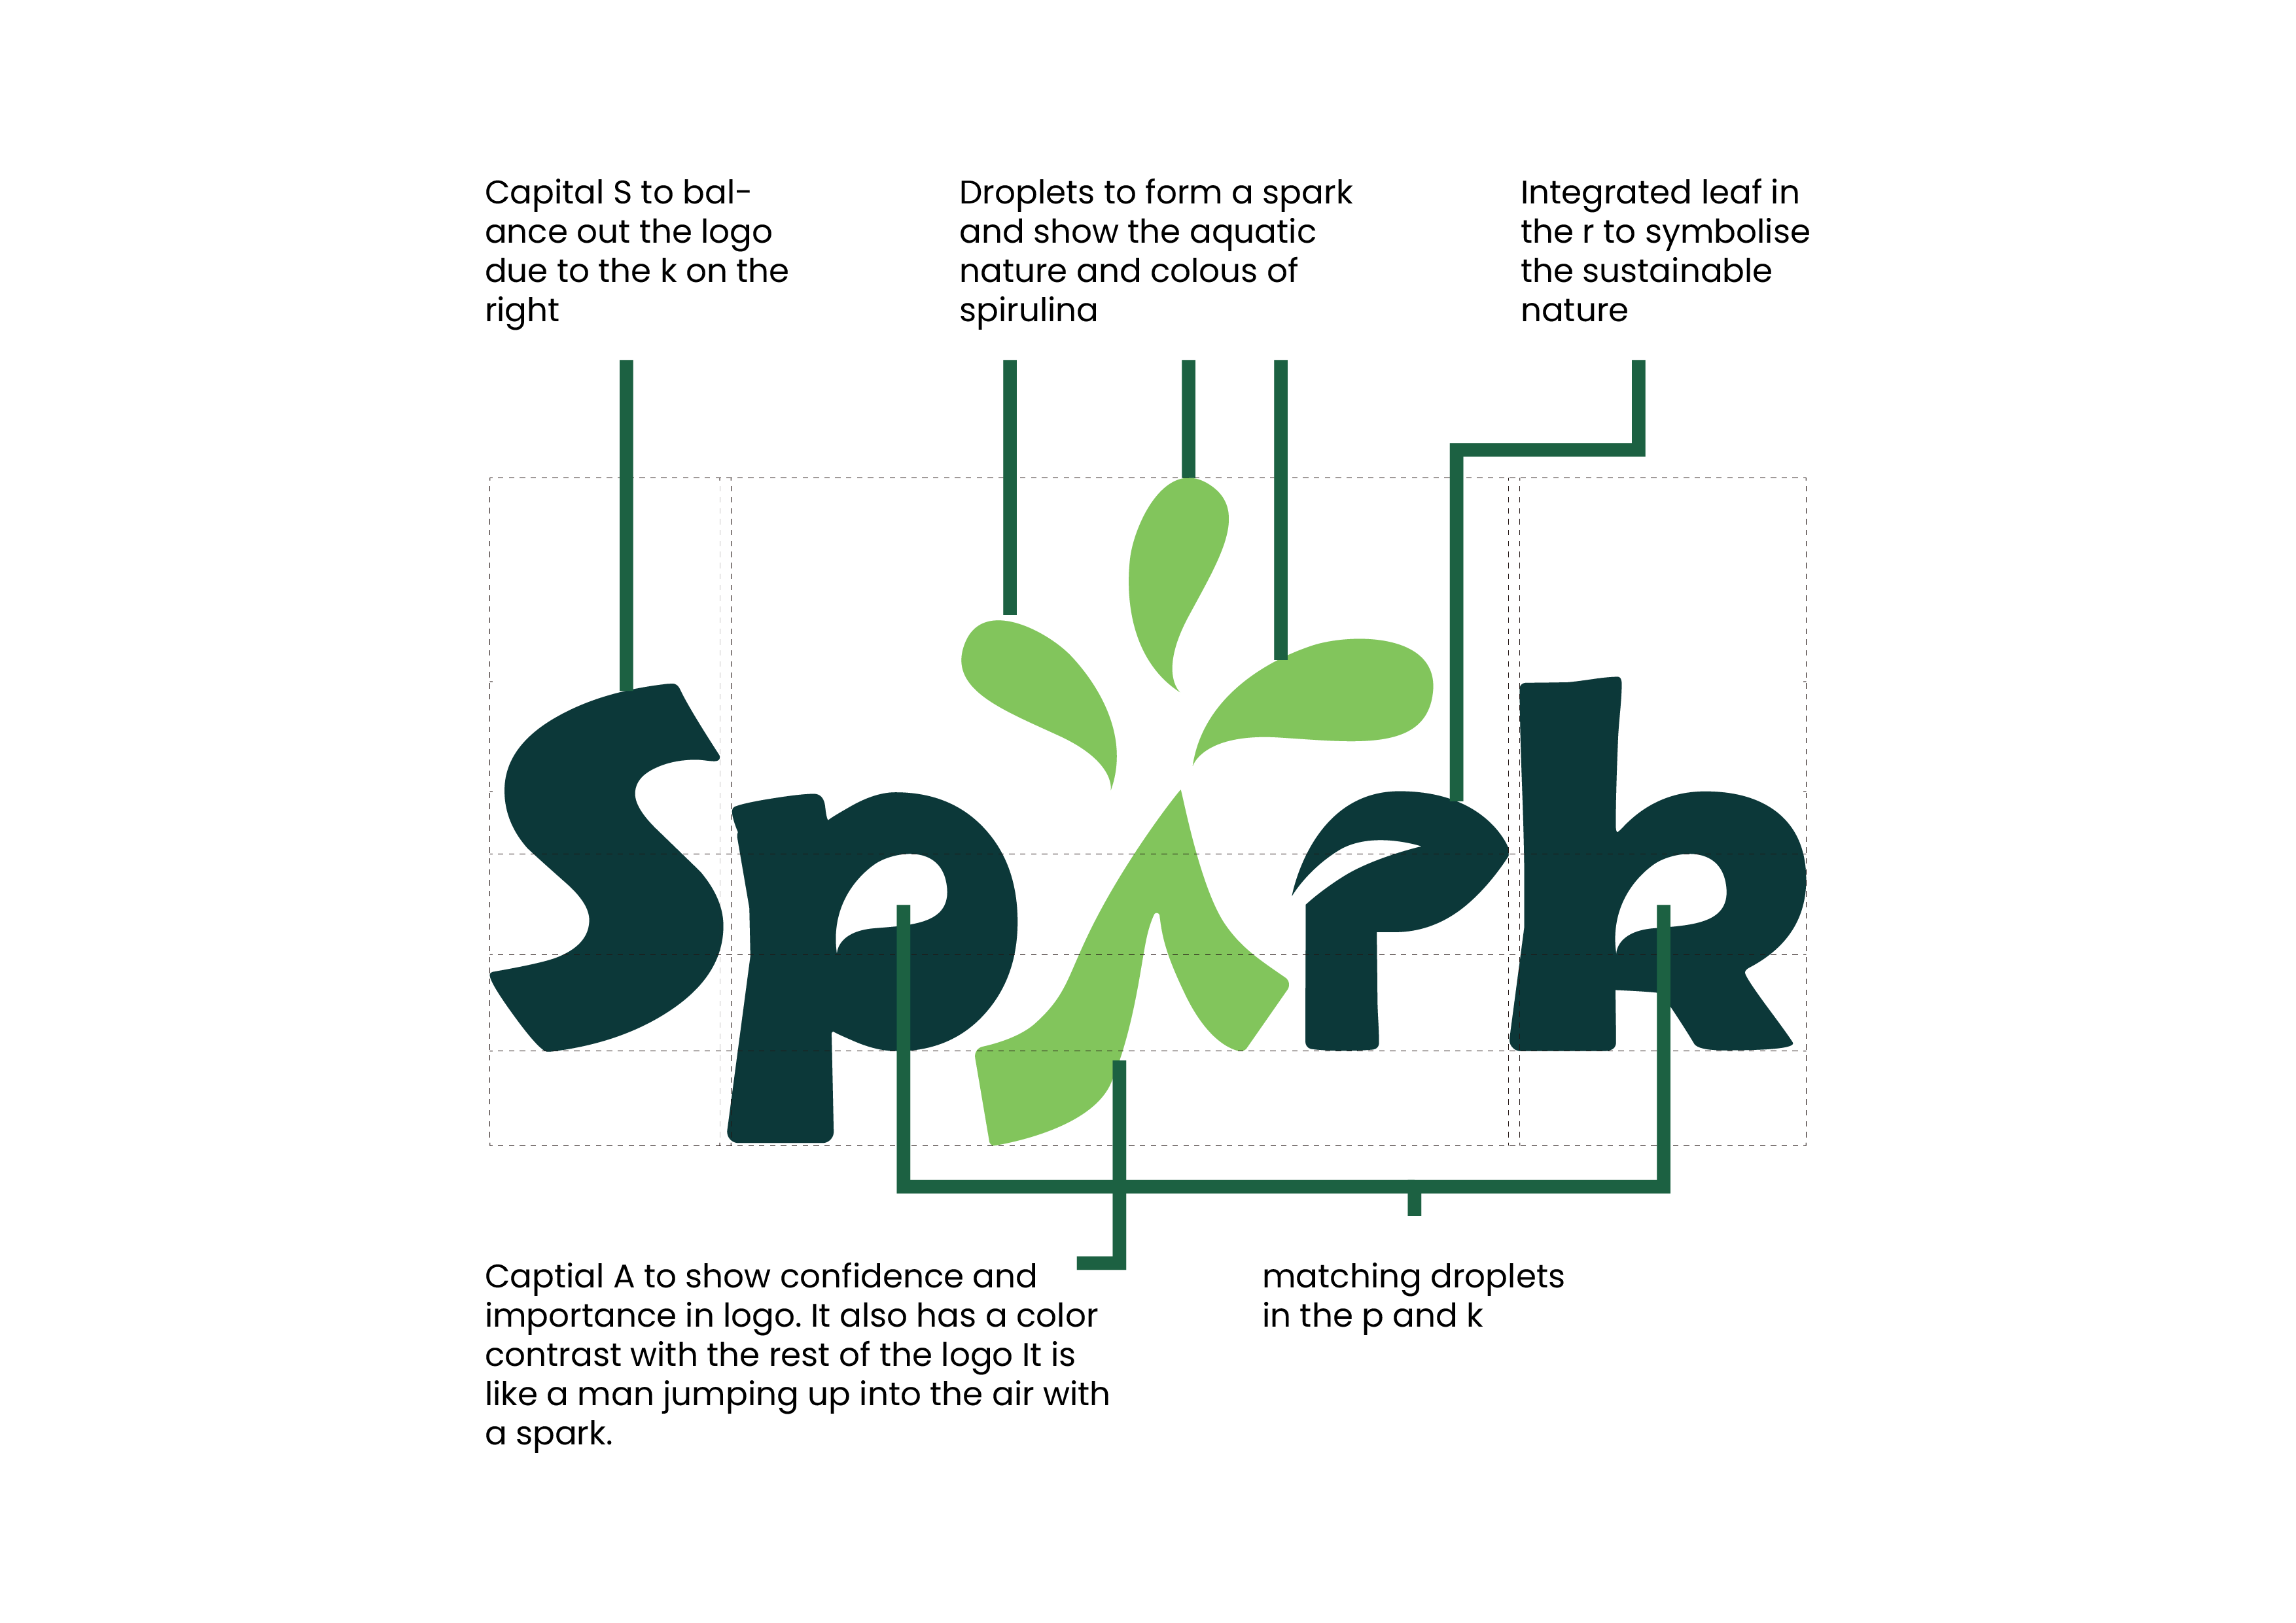 Capital S to bal-
ance out the logo
due to the k on the
right
Droplets to form a spark
and show the aquatic
nature and colous of
spirulina
Integrated leaf in
the r to symbolise
the sustainable
nature
SpArk
Captial A to show confidence and
importance in logo. It also has a color
contrast with the rest of the logo It is
like a man jumping up into the air with
a spark.
matching droplets
in the p and k